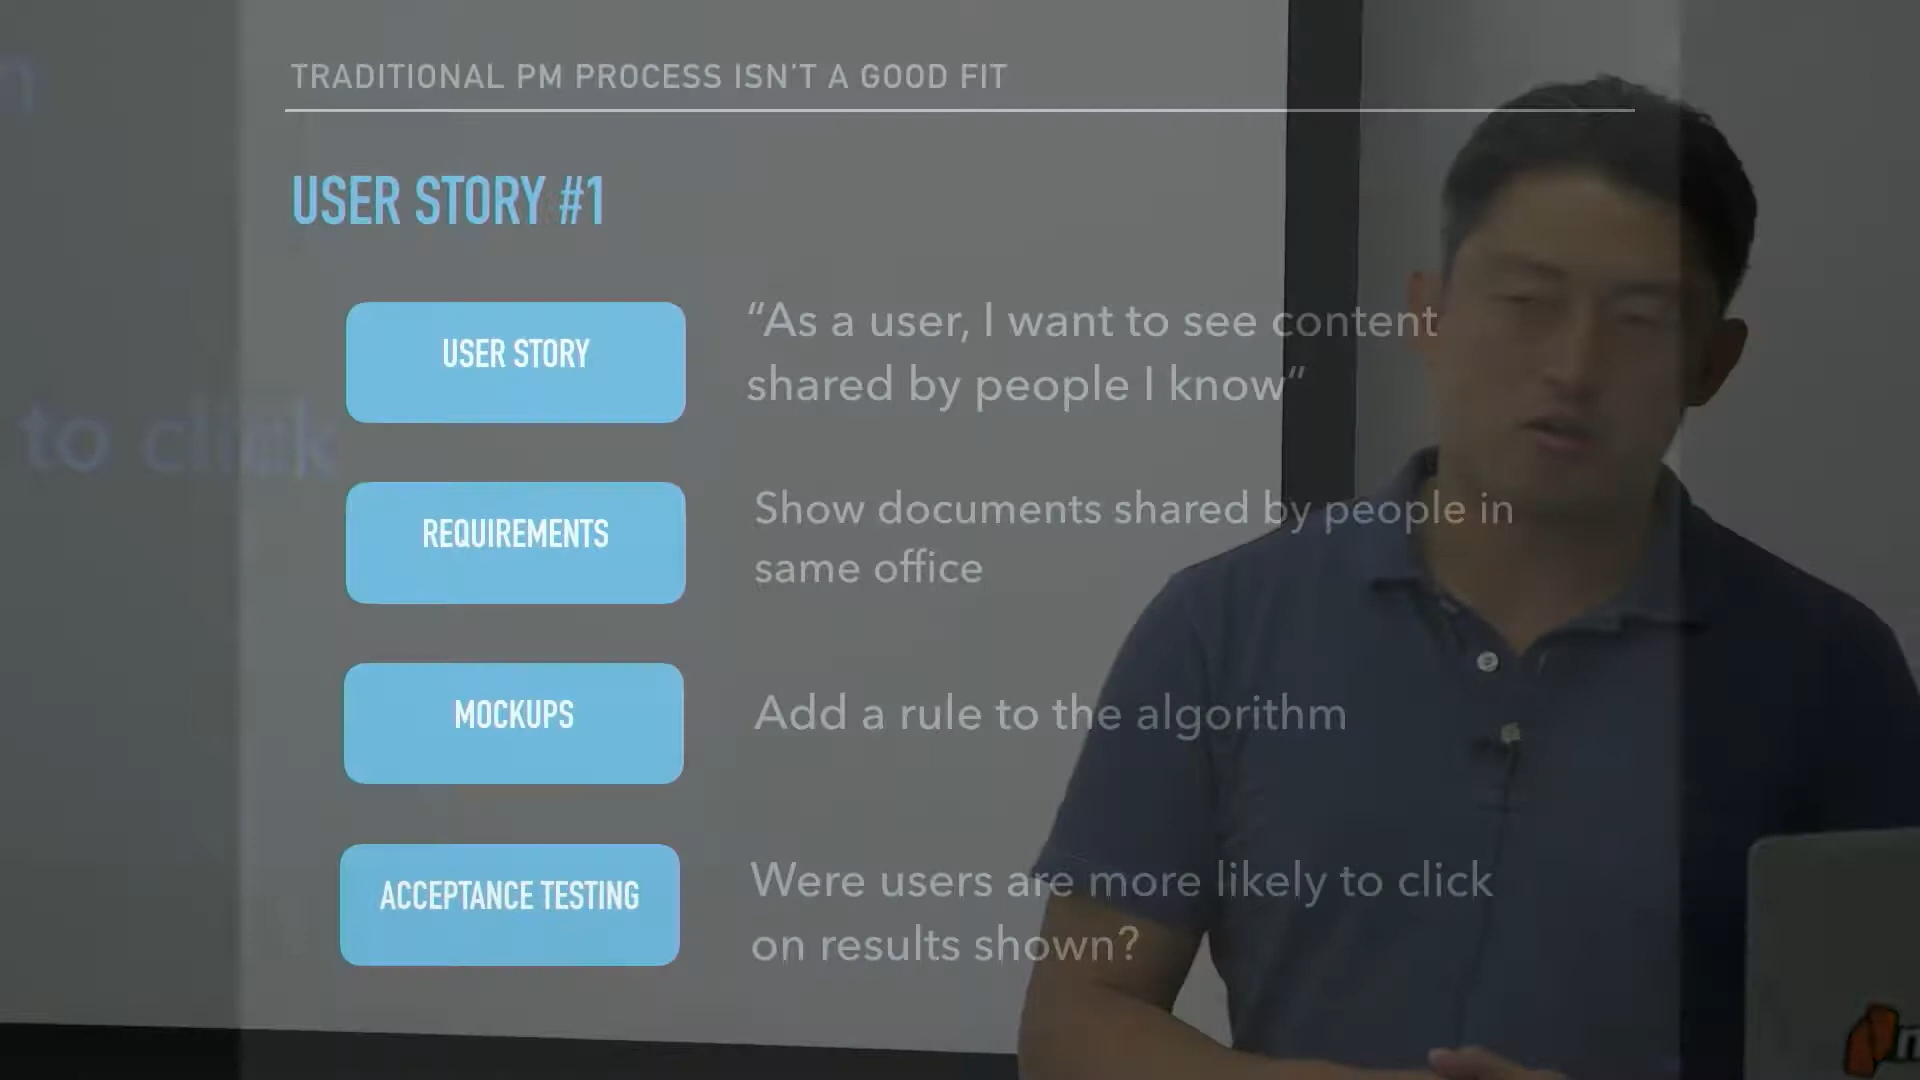 TRADITIONAL PM PROCESS ISN'T A GOOD FIT
USER STORY #1
USER STORY
“As a user, I want to see content
shared by people I know”
REQUIREMENTS
Show documents shared by people in
same office
MOCKUPS
Add a rule to the algorithm
ACCEPTANCE TESTING
Were users are more likely to click
on results shown?
to click